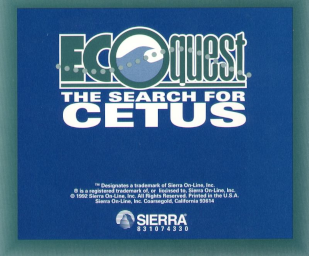 ECOquest
THE SEARCH FOR
CETUS
™ Designates a trademark of Sierra On-Line, Inc.
® is a registered trademark of, or licensed to, Sierra On-Line, Inc.
© 1992 Sierra On-Line, Inc. All Rights Reserved. Printed in the U.S.A.
Sierra On-Line, Inc. Coarsegold, California 93614
SIERRA®
831074330